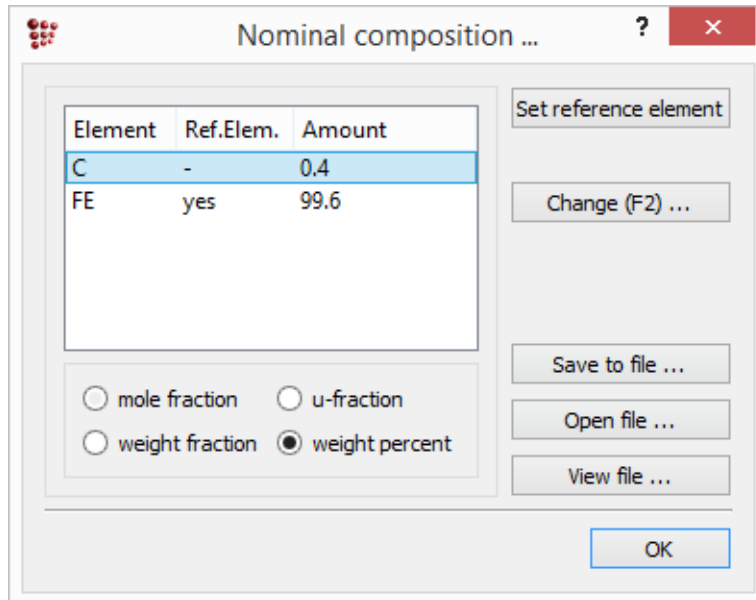 Nominal composition ...
?
×
Element Ref.Elem. Amount
C - 0.4
FE yes 99.6
mole fraction u-fraction
weight fraction weight percent
Set reference element
Change (F2) ...
Save to file ...
Open file ...
View file ...
OK